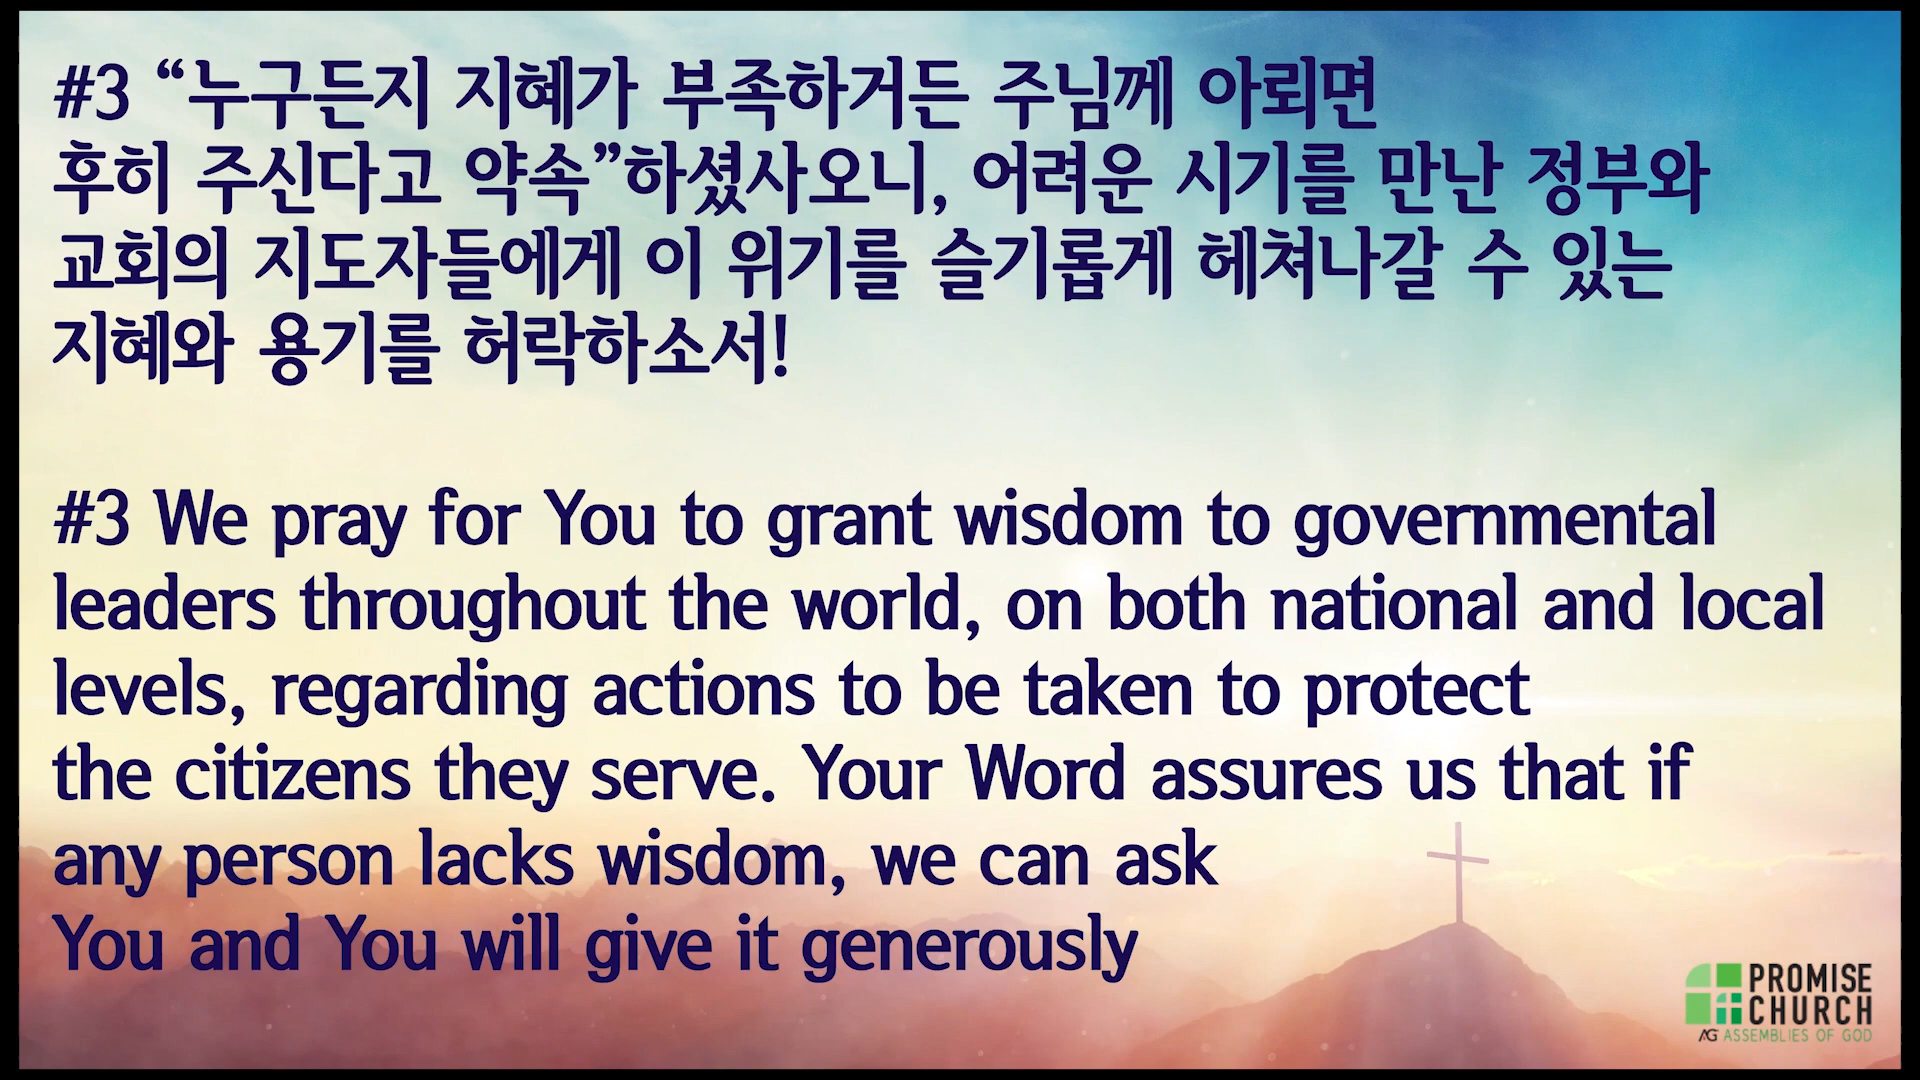 #3 “누구든지 지혜가 부족하거든 주님께 아뢰면
후히 주신다고 약속”하셨사오니, 어려운 시기를 만난 정부와
교회의 지도자들에게 이 위기를 슬기롭게 헤쳐나갈 수 있는
지혜와 용기를 허락하소서!
#3 We pray for You to grant wisdom to governmental
leaders throughout the world, on both national and local
levels, regarding actions to be taken to protect
the citizens they serve. Your Word assures us that if
any person lacks wisdom, we can ask
You and You will give it generously
PROMISE
CHURCH
AG ASSEMBLIES OF GOD